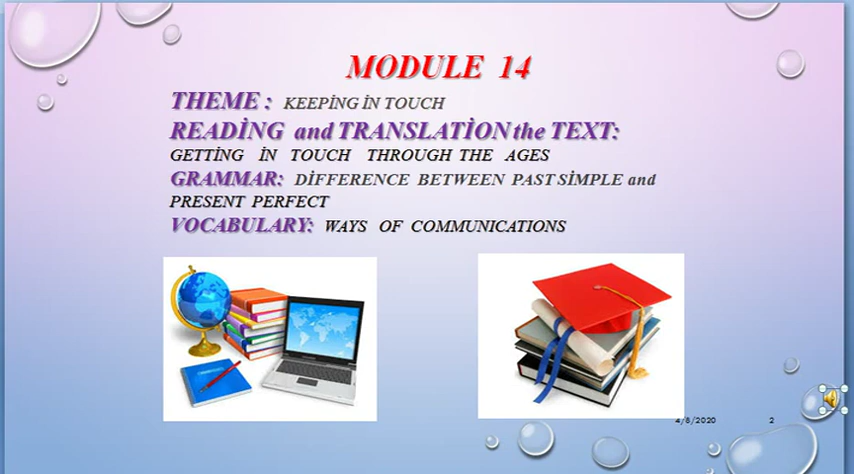 MODULE 14
THEME : KEEPİNG İN TOUCH
READİNG and TRANSLATİON the TEXT:
GETTİNG İN TOUCH THROUGH THE AGES
GRAMMAR: DİFFERENCE BETWEEN PAST SİMPLE and
PRESENT PERFECT
VOCABULARY: WAYS OF COMMUNICATIONS
4/8/2020 2